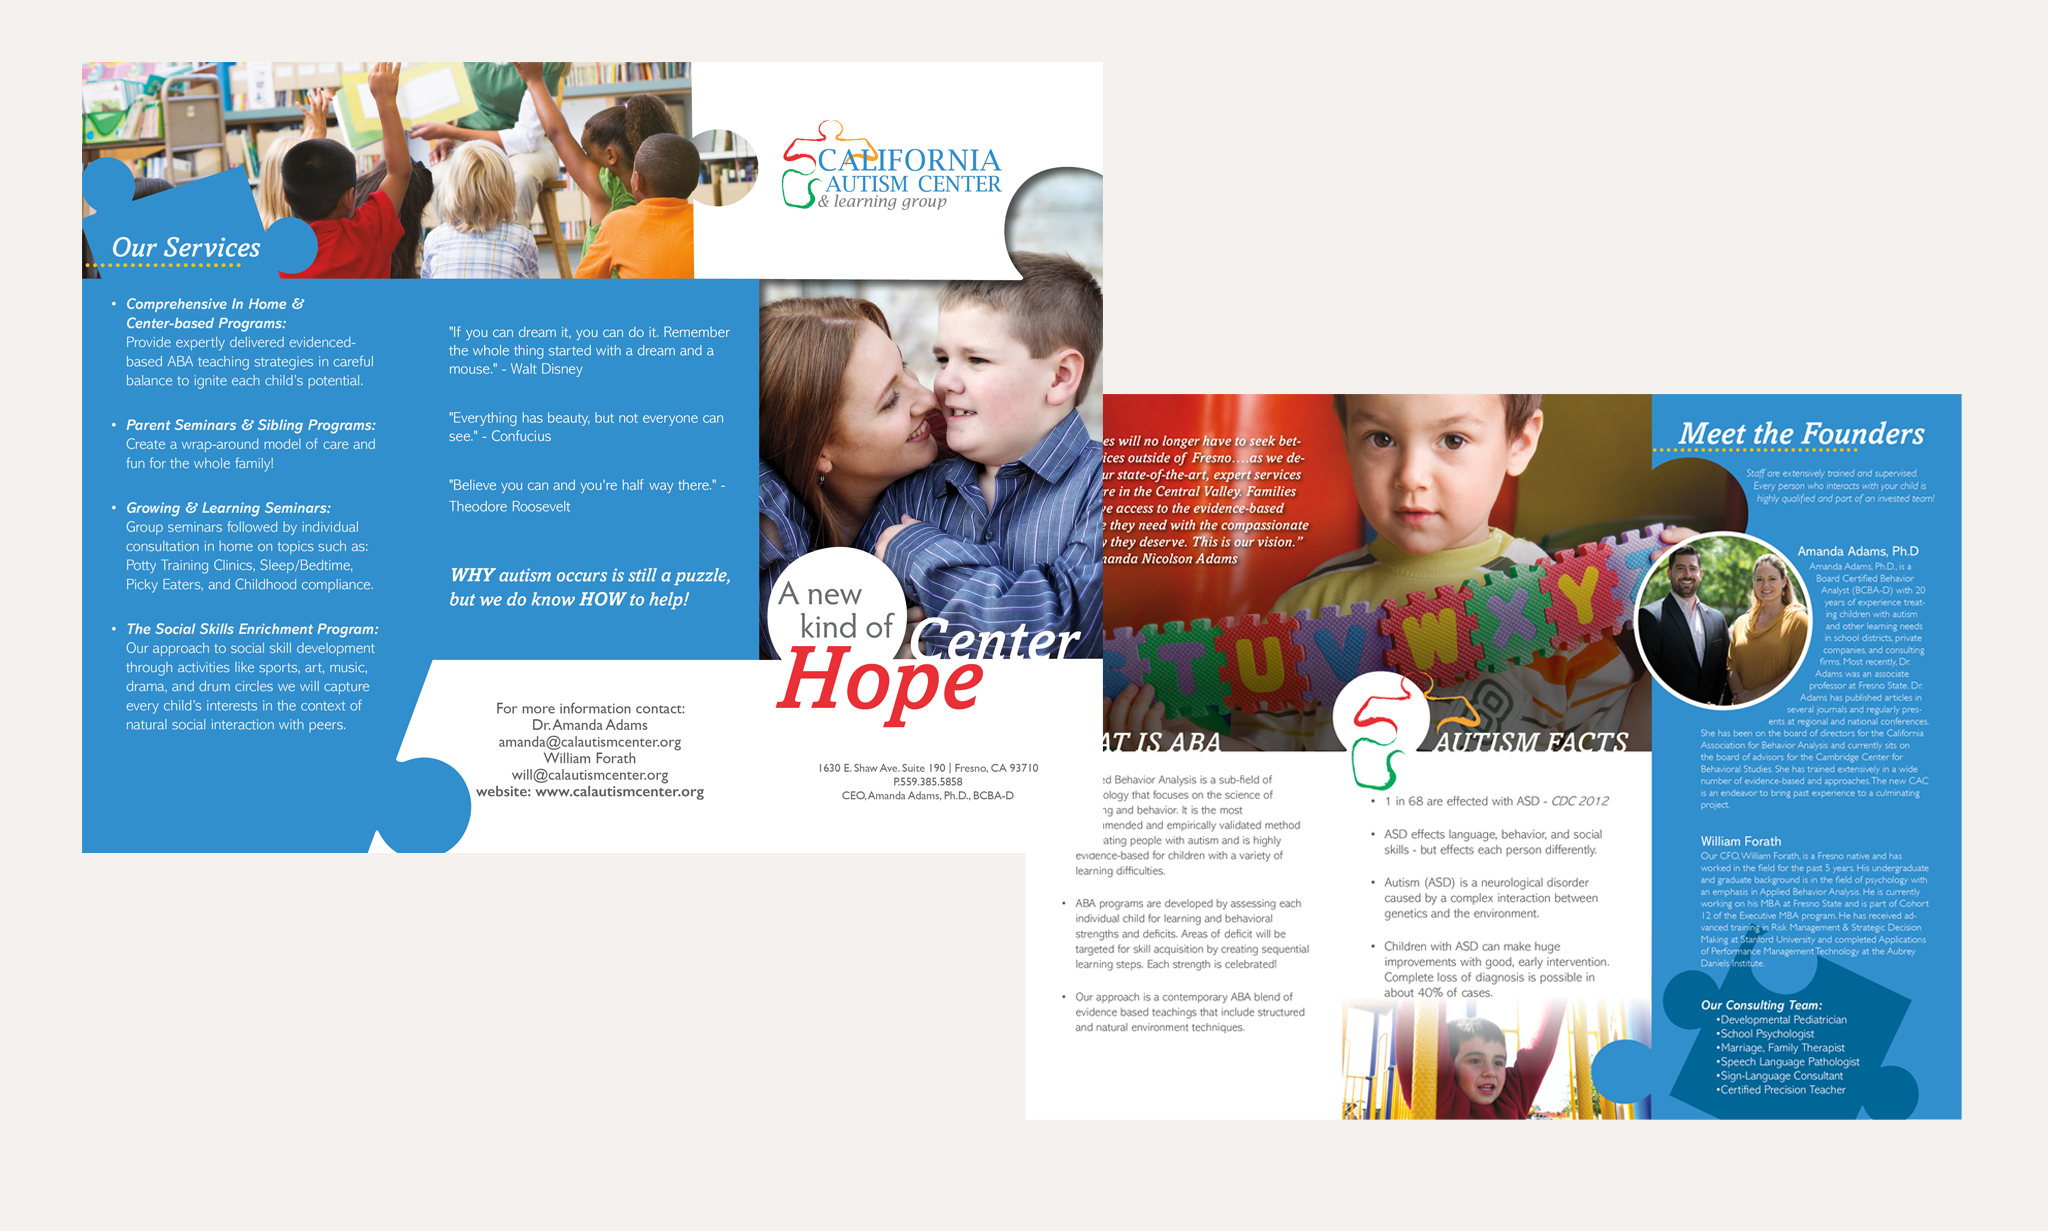 Our Services
• Comprehensive In Home &
Center-based Programs:
Provide expertly delivered evidenced-
based ABA teaching strategies in careful
balance to ignite each child's potential.
• Parent Seminars & Sibling Programs:
Create a wrap-around model of care and
fun for the whole family!
• Growing & Learning Seminars:
Group seminars followed by individual
consultation in home on topics such as:
Potty Training Clinics, Sleep/Bedtime,
Picky Eaters, and Childhood compliance.
• The Social Skills Enrichment Program:
Our approach to social skill development
through activities like sports, art, music,
drama, and drum circles we will capture
every child's interests in the context of
natural social interaction with peers.
"If you can dream it, you can do it. Remember
the whole thing started with a dream and a
mouse." - Walt Disney
"Everything has beauty, but not everyone can
see." - Confucius
"Believe you can and you're half way there." -
Theodore Roosevelt
WHY autism occurs is still a puzzle,
but we do know HOW to help!
For more information contact:
Dr. Amanda Adams
amanda@calautismcenter.org
William Forath
will@calautismcenter.org
website: www.calautismcenter.org
CALIFORNIA
AUTISM CENTER
& learning group
A new
kind of
Center
Hope
1630 E. Shaw Ave. Suite 190 | Fresno, CA 93710
P.559.385.5858
CEO, Amanda Adams, Ph.D., BCBA-D
es will no longer have to seek bet-
ices outside of Fresno....as we de-
ur state-of-the-art, expert services
re in the Central Valley. Families
ve access to the evidence-based
e they need with the compassionate
y they deserve. This is our vision."
manda Nicolson Adams
T U V W X Y
AT IS ABA
ed Behavior Analysis is a sub-field of
ology that focuses on the science of
ng and behavior. It is the most
mmended and empirically validated method
ating people with autism and is highly
evidence-based for children with a variety of
learning difficulties.
• ABA programs are developed by assessing each
individual child for learning and behavioral
strengths and deficits. Areas of deficit will be
targeted for skill acquisition by creating sequential
learning steps. Each strength is celebrated!
• Our approach is a contemporary ABA blend of
evidence based teachings that include structured
and natural environment techniques.
AUTISM FACTS
• 1 in 68 are effected with ASD - CDC 2012
• ASD effects language, behavior, and social
skills - but effects each person differently.
• Autism (ASD) is a neurological disorder
caused by a complex interaction between
genetics and the environment.
• Children with ASD can make huge
improvements with good, early intervention.
Complete loss of diagnosis is possible in
about 40% of cases.
Meet the Founders
Staff are extensively trained and supervised.
Every person who interacts with your child is
highly qualified and part of an invested team!
Amanda Adams, Ph.D
Amanda Adams, Ph.D., is a
Board Certified Behavior
Analyst (BCBA-D) with 20
years of experience treat-
ing children with autism
and other learning needs
in school districts, private
companies, and consulting
firms. Most recently, Dr.
Adams was an associate
professor at Fresno State. Dr.
Adams has published articles in
several journals and regularly pres-
ents at regional and national conferences.
She has been on the board of directors for the California
Association for Behavior Analysis and currently sits on
the board of advisors for the Cambridge Center for
Behavioral Studies. She has trained extensively in a wide
number of evidence-based and approaches. The new CAC
is an endeavor to bring past experience to a culminating
project.
William Forath
Our CFO, William Forath, is a Fresno native and has
worked in the field for the past 5 years. His undergraduate
and graduate background is in the field of psychology with
an emphasis in Applied Behavior Analysis. He is currently
working on his MBA at Fresno State and is part of Cohort
12 of the Executive MBA program. He has received ad-
vanced training in Risk Management & Strategic Decision
Making at Stanford University and completed Applications
of Performance Management Technology at the Aubrey
Daniels Institute.
Our Consulting Team:
•Developmental Pediatrician
•School Psychologist
•Marriage, Family Therapist
•Speech Language Pathologist
•Sign-Language Consultant
•Certified Precision Teacher